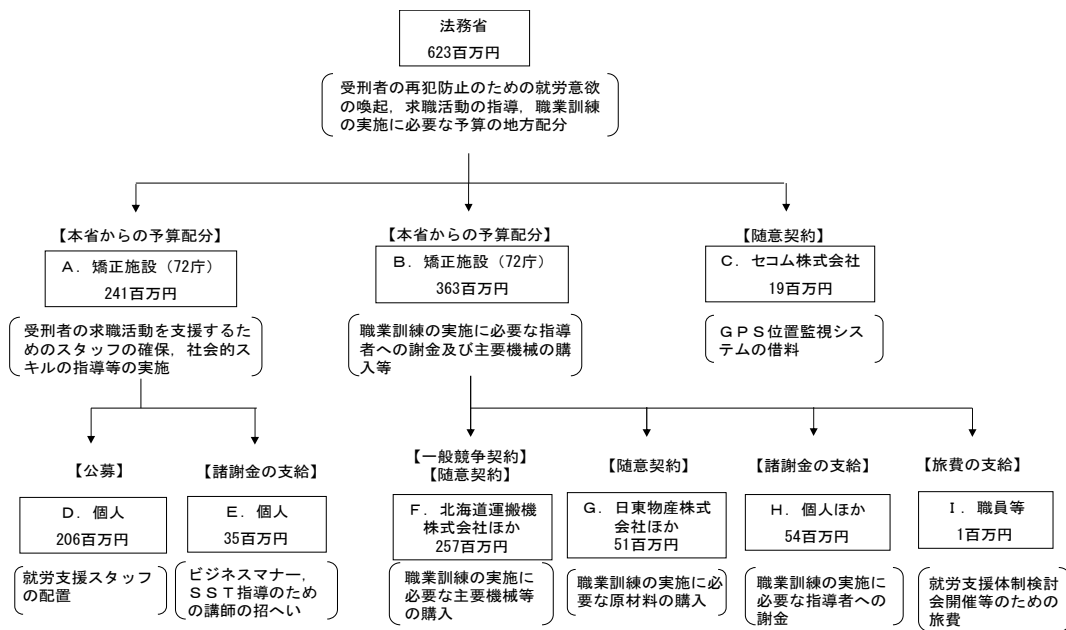 法務省
623百万円
受刑者の再犯防止のための就労意欲
の喚起，求職活動の指導，職業訓練
の実施に必要な予算の地方配分
【本省からの予算配分】
Ａ．矯正施設（72庁）
241百万円
受刑者の求職活動を支援するた
めのスタッフの確保，社会的ス
キルの指導等の実施
【本省からの予算配分】
Ｂ．矯正施設（72庁）
363百万円
職業訓練の実施に必要な指導
者への謝金及び主要機械の購
入等
【随意契約】
Ｃ．セコム株式会社
19百万円
ＧＰＳ位置監視シス
テムの借料
【公募】
Ｄ．個人
206百万円
就労支援スタッフ
の配置
【諸謝金の支給】
Ｅ．個人
35百万円
ビジネスマナー，
ＳＳＴ指導のため
の講師の招へい
【一般競争契約】
【随意契約】
Ｆ．北海道運搬機
株式会社ほか
257百万円
職業訓練の実施に
必要な主要機械等
の購入
【随意契約】
Ｇ．日東物産株式
会社ほか
51百万円
職業訓練の実施に必
要な原材料の購入
【諸謝金の支給】
Ｈ．個人ほか
54百万円
職業訓練の実施に
必要な指導者への
謝金
【旅費の支給】
Ｉ．職員等
1百万円
就労支援体制検討
会開催等のための
旅費